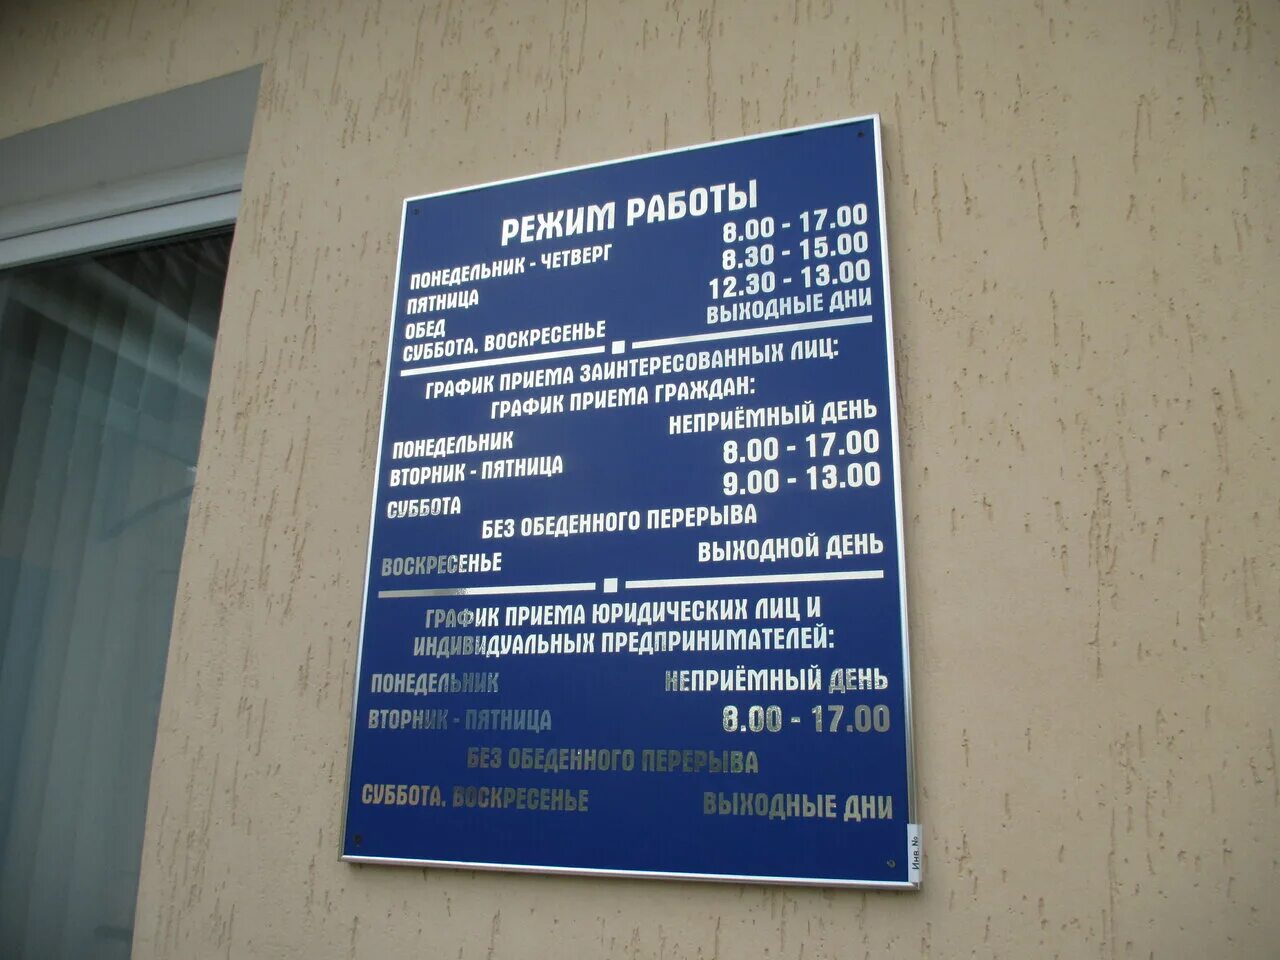 РЕЖИМ РАБОТЫ
ПОНЕДЕЛЬНИК - ЧЕТВЕРГ 8.00 - 17.00
ПЯТНИЦА 8.30 - 15.00
ОБЕД 12.30 - 13.00
СУББОТА, ВОСКРЕСЕНЬЕ ВЫХОДНЫЕ ДНИ
ГРАФИК ПРИЕМА ЗАИНТЕРЕСОВАННЫХ ЛИЦ:
ГРАФИК ПРИЕМА ГРАЖДАН:
ПОНЕДЕЛЬНИК НЕПРИЁМНЫЙ ДЕНЬ
ВТОРНИК - ПЯТНИЦА 8.00 - 17.00
СУББОТА 9.00 - 13.00
БЕЗ ОБЕДЕННОГО ПЕРЕРЫВА
ВОСКРЕСЕНЬЕ ВЫХОДНОЙ ДЕНЬ
ГРАФИК ПРИЕМА ЮРИДИЧЕСКИХ ЛИЦ И
ИНДИВИДУАЛЬНЫХ ПРЕДПРИНИМАТЕЛЕЙ:
ПОНЕДЕЛЬНИК НЕПРИЁМНЫЙ ДЕНЬ
ВТОРНИК - ПЯТНИЦА 8.00 - 17.00
БЕЗ ОБЕДЕННОГО ПЕРЕРЫВА
СУББОТА, ВОСКРЕСЕНЬЕ ВЫХОДНЫЕ ДНИ
Инв. №